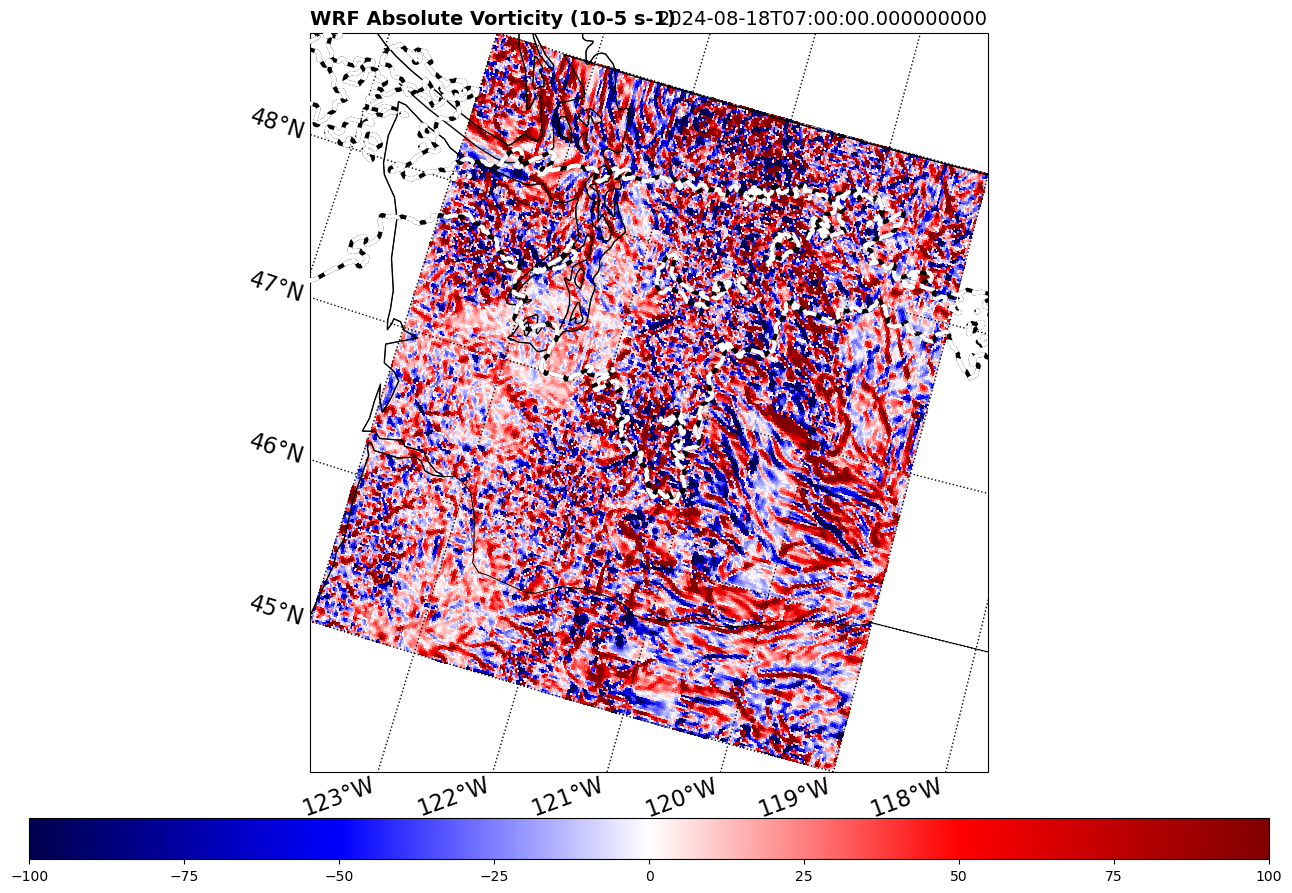 WRF Absolute Vorticity (10-5 s-1)
2024-08-18T07:00:00.000000000
48°N
47°N
46°N
45°N
123°W
122°W
121°W
120°W
119°W
118°W
−100
−75
−50
−25
0
25
50
75
100